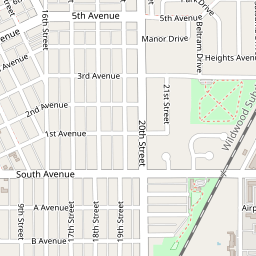 16th Street
5th Avenue
5th Avenue
Park Drive
S Beltram Drive
Manor Drive
Heights Avenue
3rd Avenue
2nd Avenue
21st Street
20th Street
1st Avenue
Wildwood Sub
South Avenue
9th Street
A Avenue
17th Street
18th Street
19th Street
B Avenue
Airp